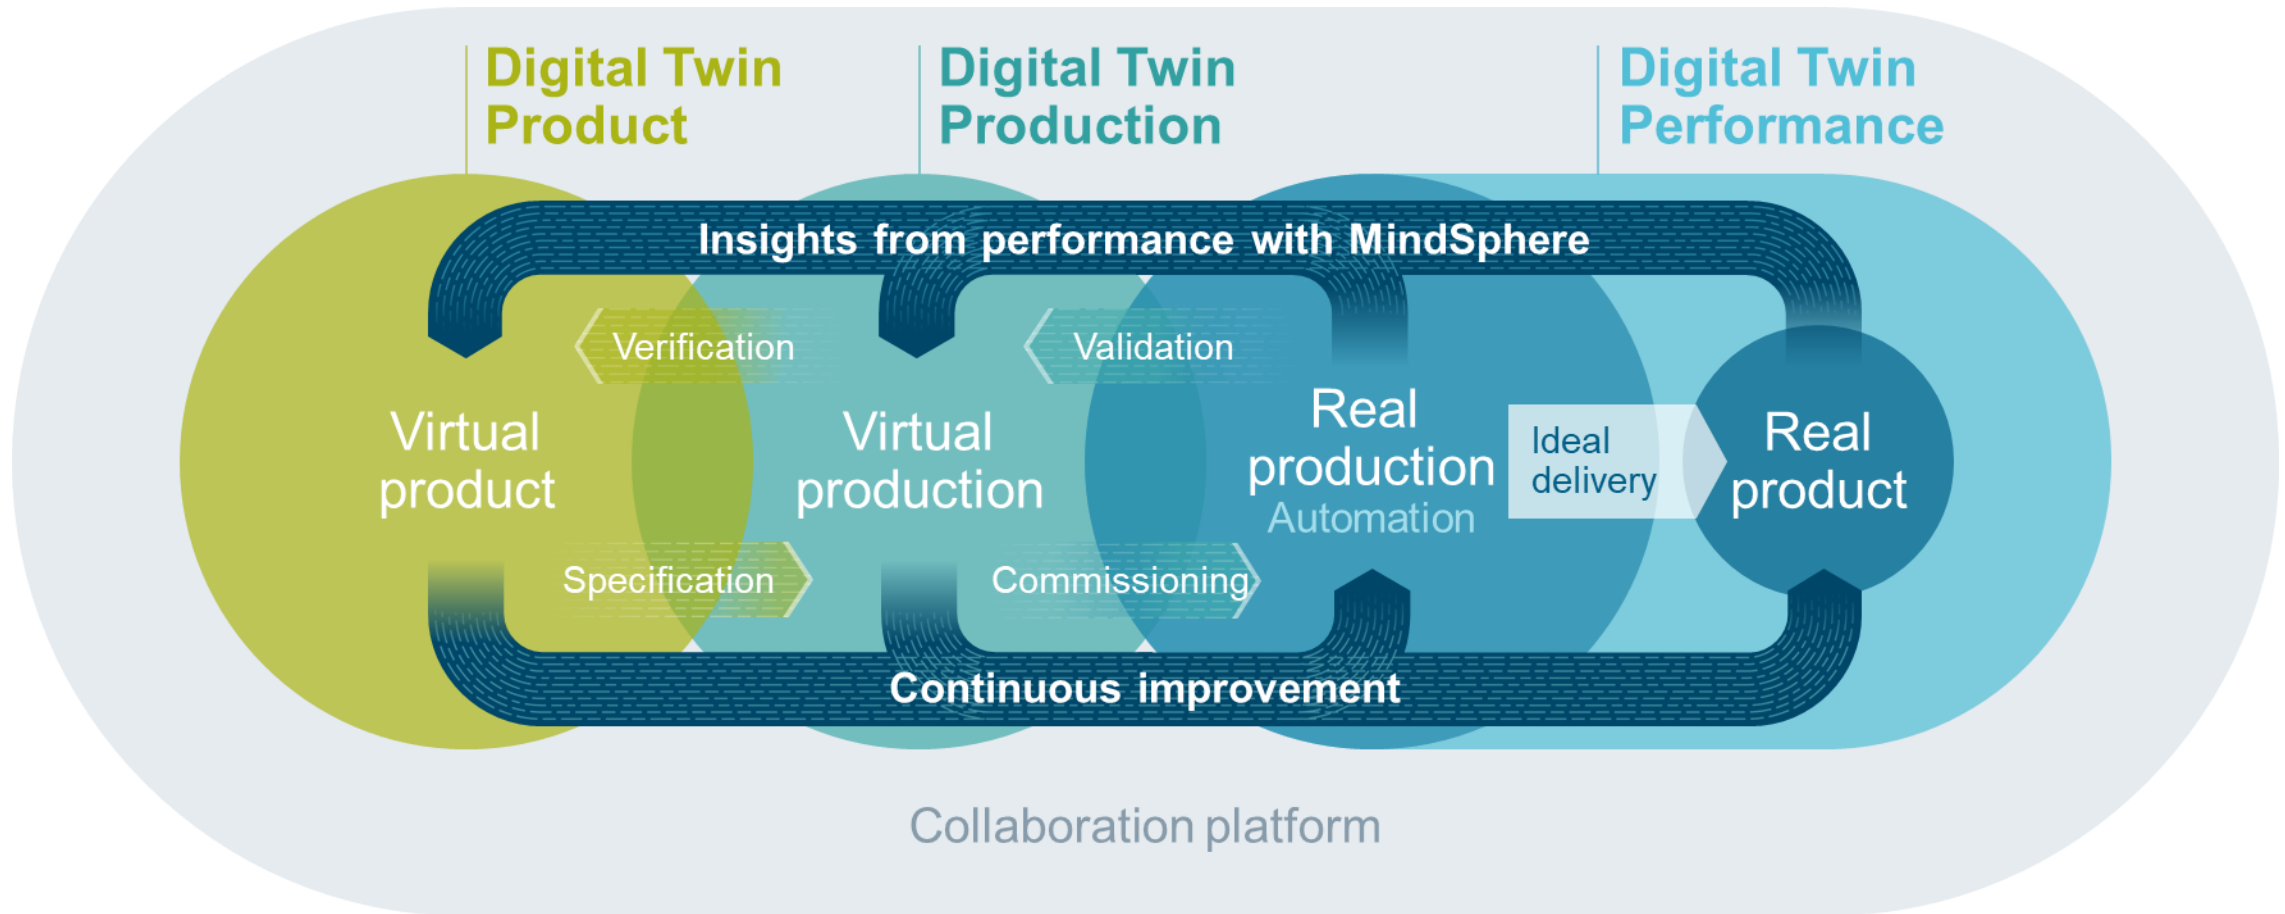 Digital Twin
Product
Digital Twin
Production
Digital Twin
Performance
Insights from performance with MindSphere
Verification
Validation
Virtual
product
Virtual
production
Real
production
Automation
Ideal
delivery
Real
product
Specification
Commissioning
Continuous improvement
Collaboration platform